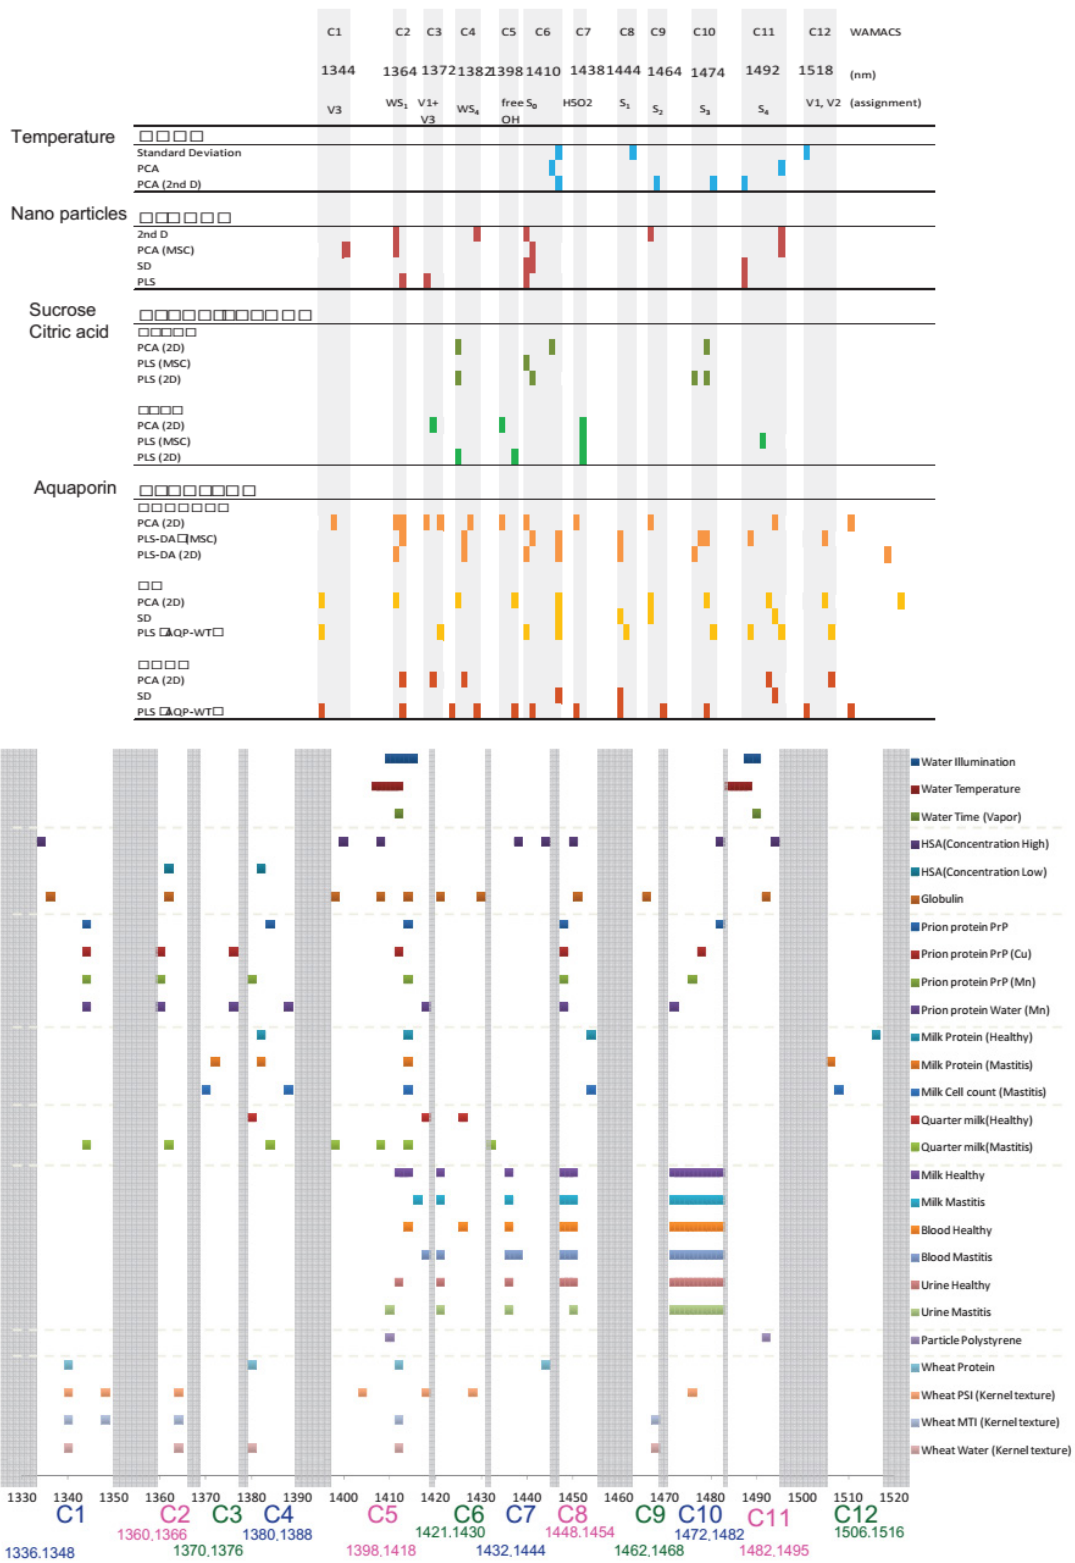 C1 C2 C3 C4 C5 C6 C7 C8 C9 C10 C11 C12 WAMACS
1344 1364 1372 1382 1398 1410 1438 1444 1464 1474 1492 1518 (nm)
V3 WS1 V1+ V3 WS4 free OH S0 HSO2 S1 S2 S3 S4 V1, V2 (assignment)
Temperature □□□□
Standard Deviation
PCA
PCA (2nd D)
Nano particles □□□□□□
2nd D
PCA (MSC)
SD
PLS
Sucrose □□□□□□□□□□□□
Citric acid
□□□□□
PCA (2D)
PLS (MSC)
PLS (2D)
□□□□
PCA (2D)
PLS (MSC)
PLS (2D)
Aquaporin □□□□□□□□
□□□□□□□
PCA (2D)
PLS-DA□(MSC)
PLS-DA (2D)
□□
PCA (2D)
SD
PLS □AQP-WT□
□□□□
PCA (2D)
SD
PLS □AQP-WT□
Water Illumination
Water Temperature
Water Time (Vapor)
HSA(Concentration High)
HSA(Concentration Low)
Globulin
Prion protein PrP
Prion protein PrP (Cu)
Prion protein PrP (Mn)
Prion protein Water (Mn)
Milk Protein (Healthy)
Milk Protein (Mastitis)
Milk Cell count (Mastitis)
Quarter milk(Healthy)
Quarter milk(Mastitis)
Milk Healthy
Milk Mastitis
Blood Healthy
Blood Mastitis
Urine Healthy
Urine Mastitis
Particle Polystyrene
Wheat Protein
Wheat PSI (Kernel texture)
Wheat MTI (Kernel texture)
Wheat Water (Kernel texture)
1330 1340 1350 1360 1370 1380 1390 1400 1410 1420 1430 1440 1450 1460 1470 1480 1490 1500 1510 1520
C1 C2 C3 C4 C5 C6 C7 C8 C9 C10 C11 C12
1360,1366 1380,1388 1421.1430 1448.1454 1472,1482 1506.1516
1336.1348 1370,1376 1398,1418 1432,1444 1462,1468 1482,1495